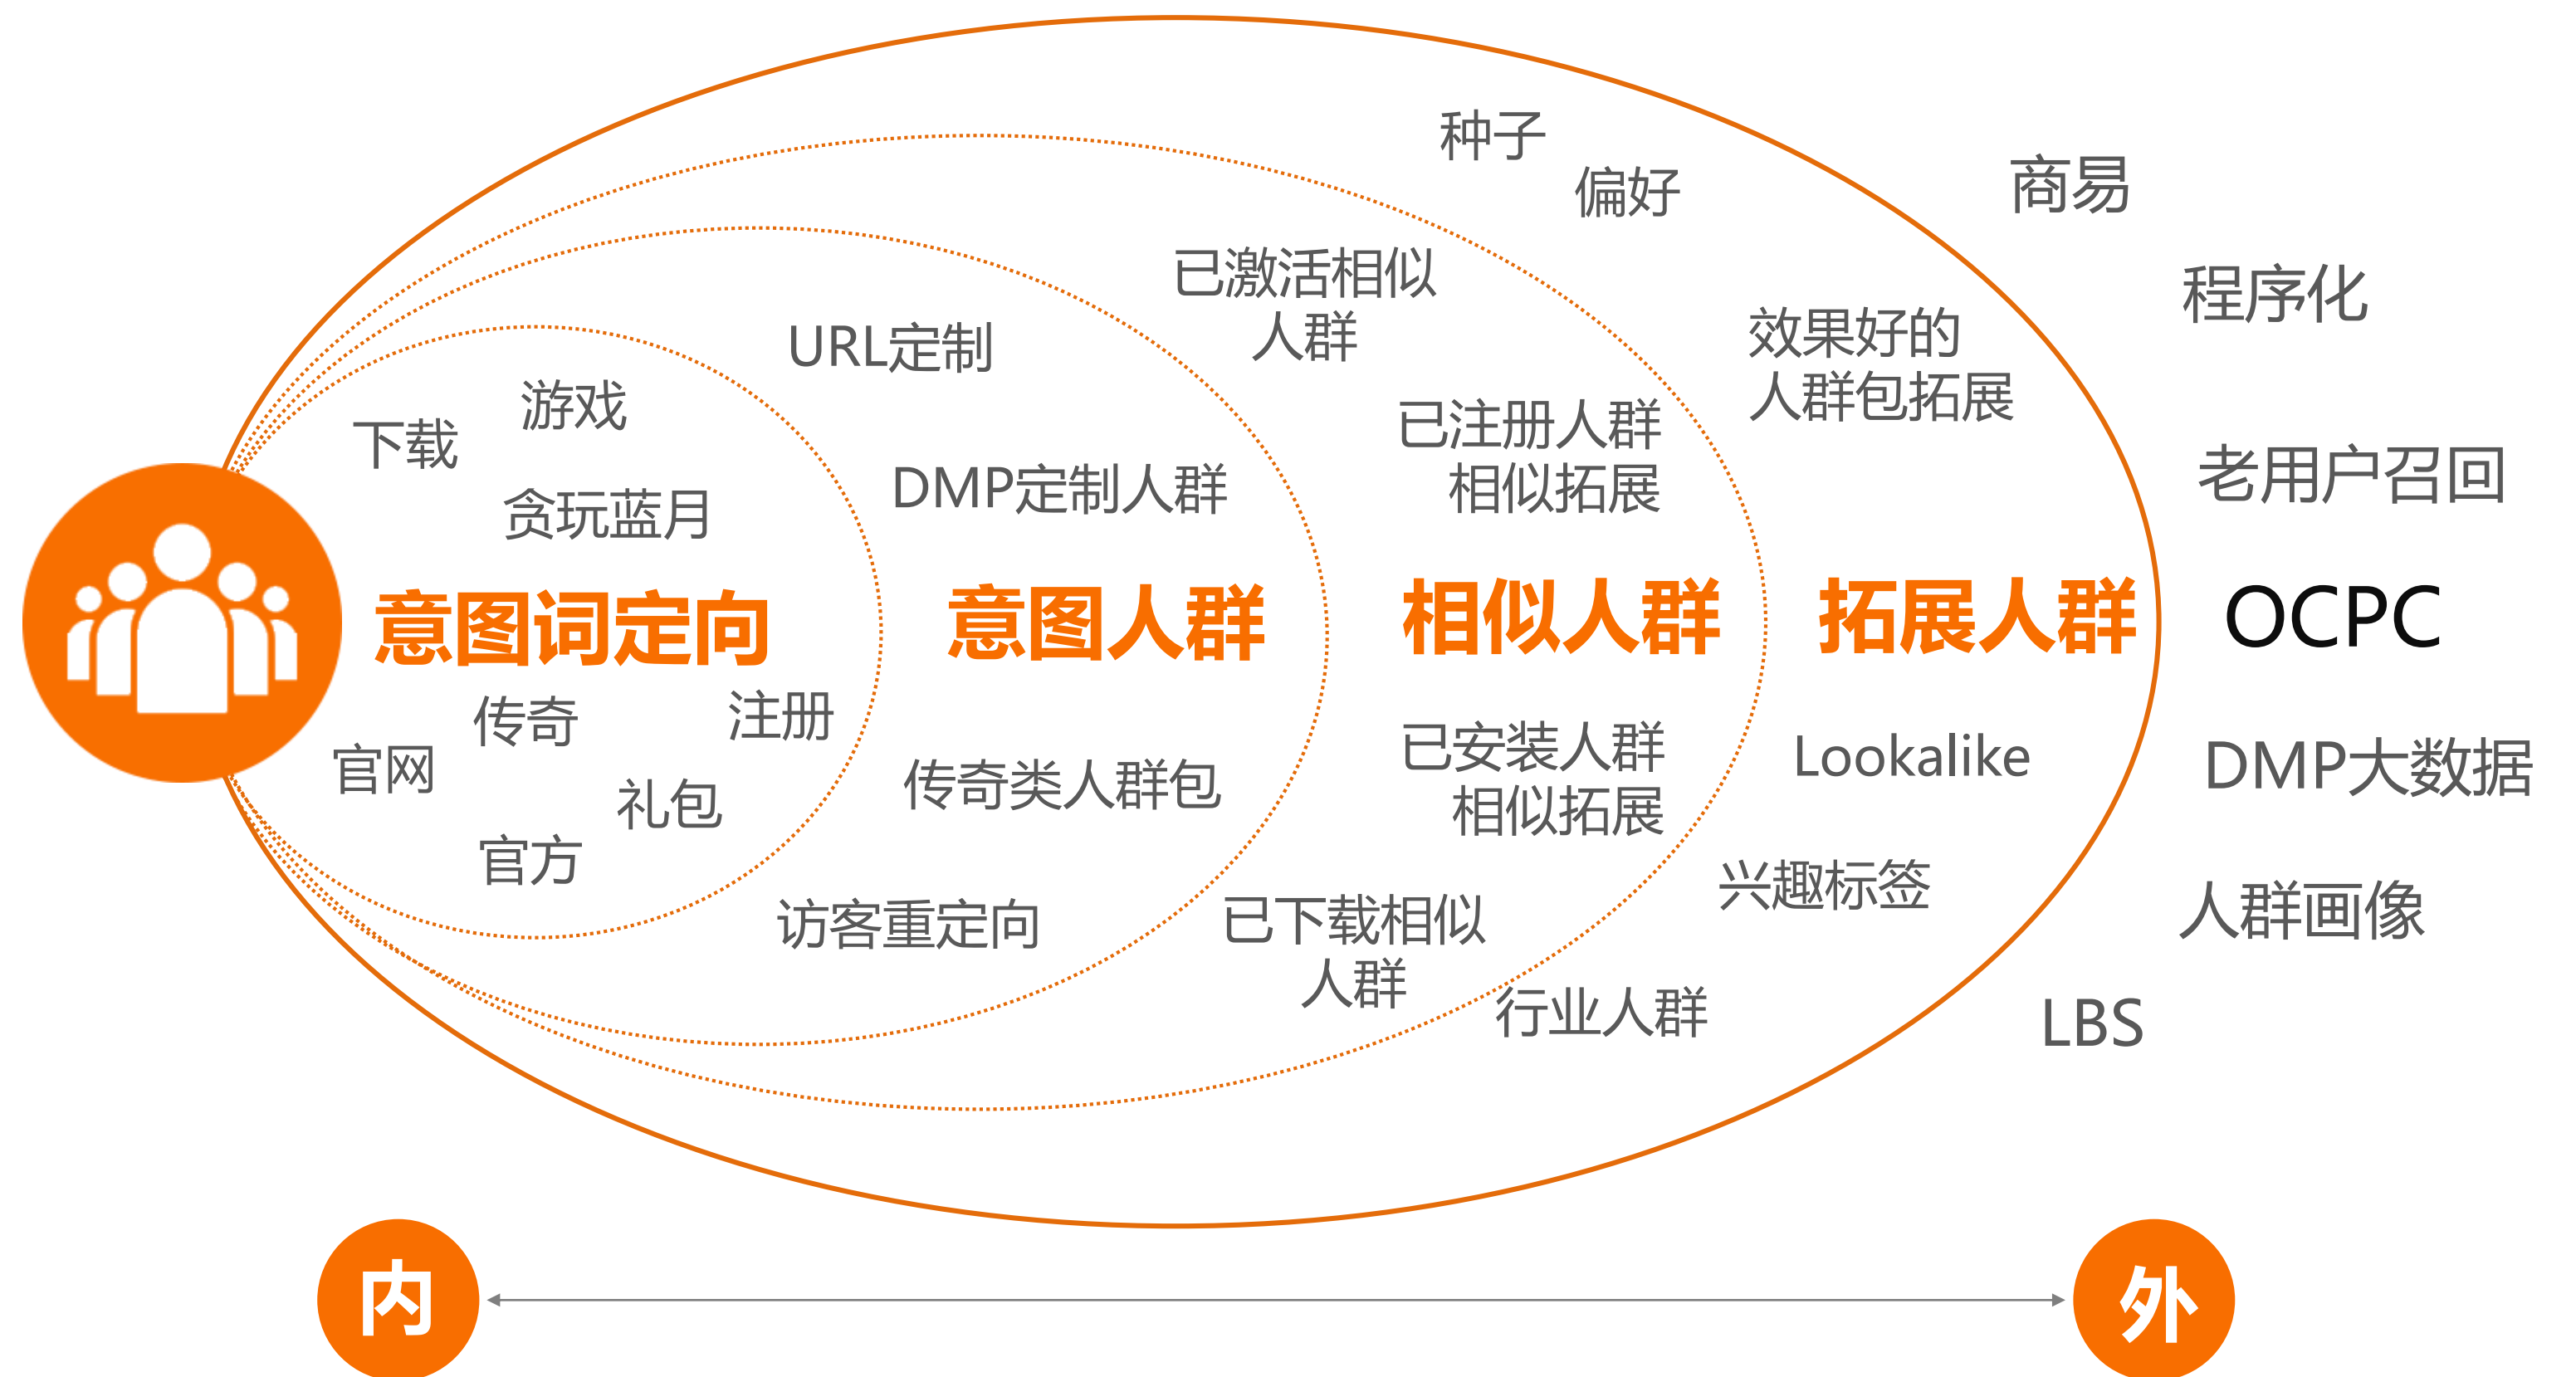 下载
游戏
贪玩蓝月
意图词定向
传奇
注册
官网
礼包
官方
URL定制
DMP定制人群
意图人群
传奇类人群包
访客重定向
已激活相似
人群
已注册人群
相似拓展
相似人群
已安装人群
相似拓展
已下载相似
人群
种子
偏好
效果好的
人群包拓展
拓展人群
Lookalike
兴趣标签
行业人群
商易
程序化
老用户召回
OCPC
DMP大数据
人群画像
LBS
内
外